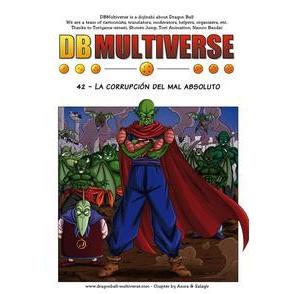 DBMultiverse is a dojinshi about Dragon Ball
We are a team of cartoonists, translators, moderators, helpers, organizers, etc.
Thanks to Toriyama-sensei, Shonen Jump, Toei Animation, Namco Bandai
DB MULTIVERSE
42 - LA CORRUPCIÓN DEL MAL ABSOLUTO
www.dragonball-multiverse.com - Chapter by Asura & Salagir